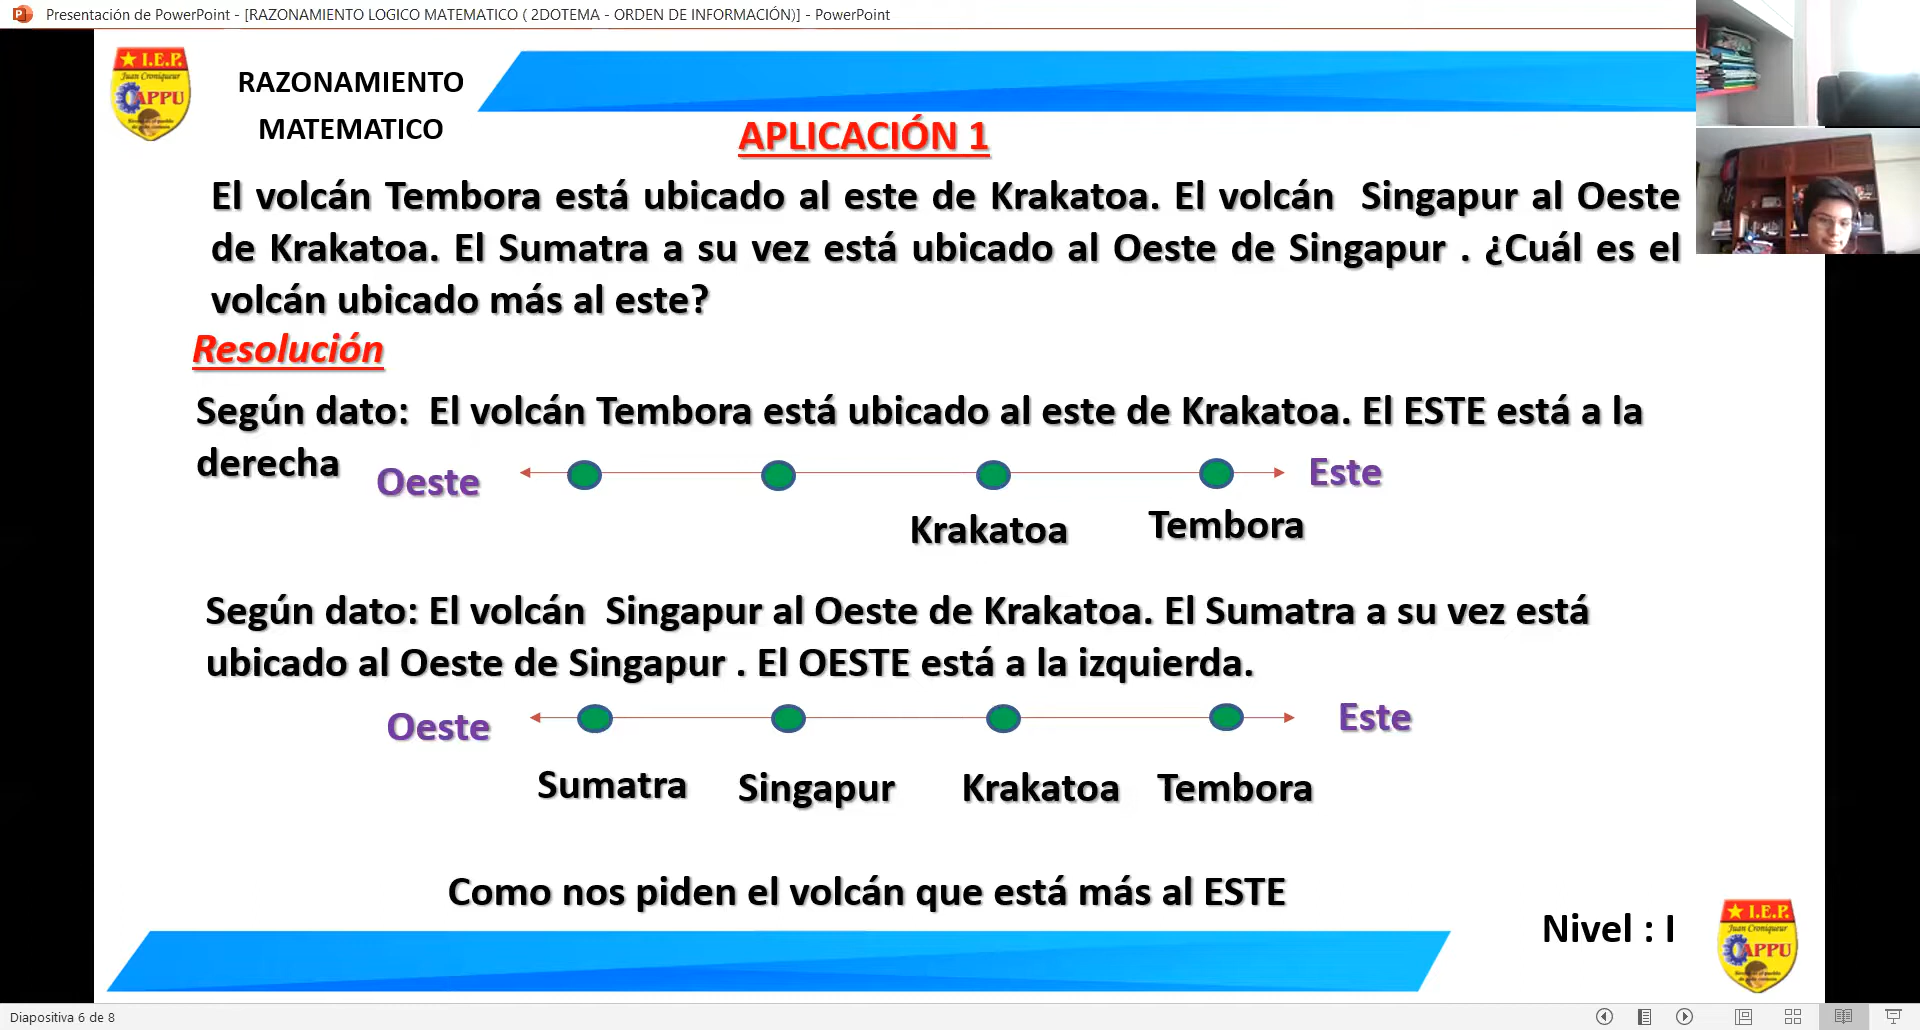 Presentación de PowerPoint - [RAZONAMIENTO LOGICO MATEMATICO ( 2DOTEMA - ORDEN DE INFORMACIÓN)] - PowerPoint
I.E.P.
Juan Croniqueur
APPU
RAZONAMIENTO
MATEMATICO
APLICACIÓN 1
El volcán Tembora está ubicado al este de Krakatoa. El volcán Singapur al Oeste
de Krakatoa. El Sumatra a su vez está ubicado al Oeste de Singapur . ¿Cuál es el
volcán ubicado más al este?
Resolución
Según dato: El volcán Tembora está ubicado al este de Krakatoa. El ESTE está a la
derecha
Oeste Este
Krakatoa Tembora
Según dato: El volcán Singapur al Oeste de Krakatoa. El Sumatra a su vez está
ubicado al Oeste de Singapur . El OESTE está a la izquierda.
Oeste Este
Sumatra Singapur Krakatoa Tembora
Como nos piden el volcán que está más al ESTE
Nivel : I
I.E.P.
Juan Croniqueur
APPU
Diapositiva 6 de 8